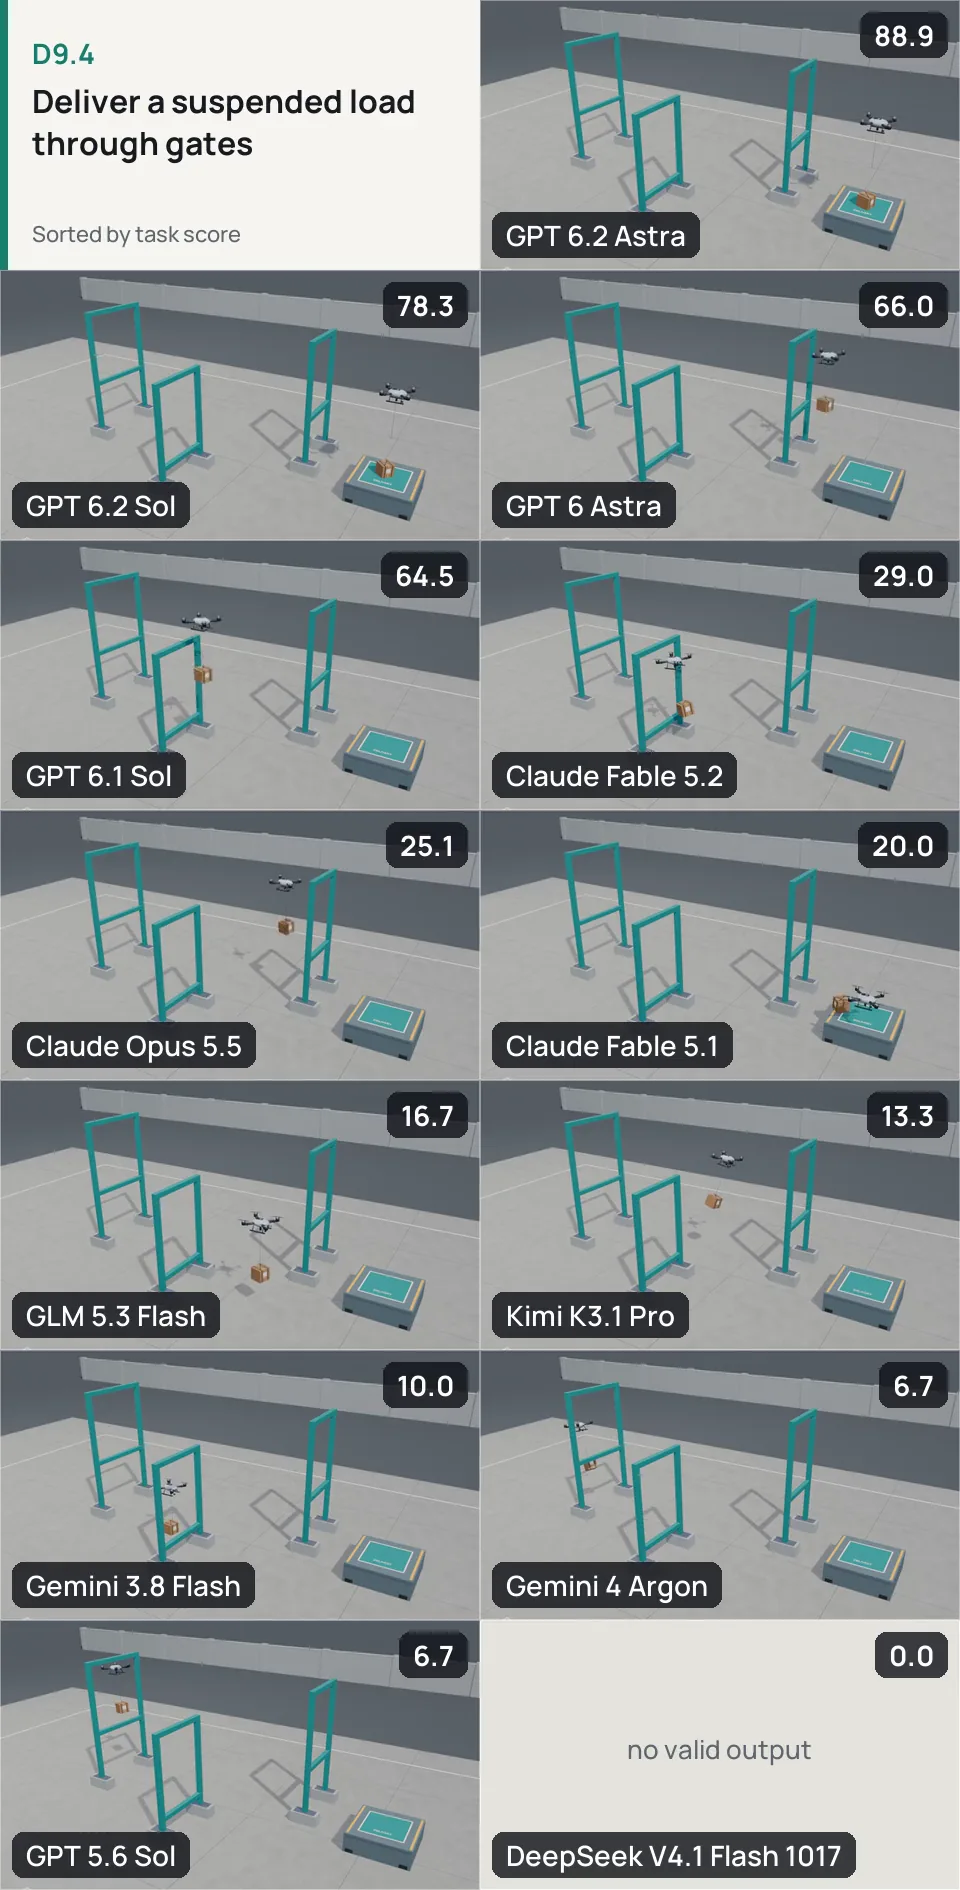 D9.4
Deliver a suspended load
through gates
Sorted by task score
88.9
GPT 6.2 Astra
78.3
GPT 6.2 Sol
66.0
GPT 6 Astra
64.5
GPT 6.1 Sol
29.0
Claude Fable 5.2
25.1
Claude Opus 5.5
20.0
Claude Fable 5.1
16.7
GLM 5.3 Flash
13.3
Kimi K3.1 Pro
10.0
Gemini 3.8 Flash
6.7
Gemini 4 Argon
6.7
GPT 5.6 Sol
0.0
no valid output
DeepSeek V4.1 Flash 1017